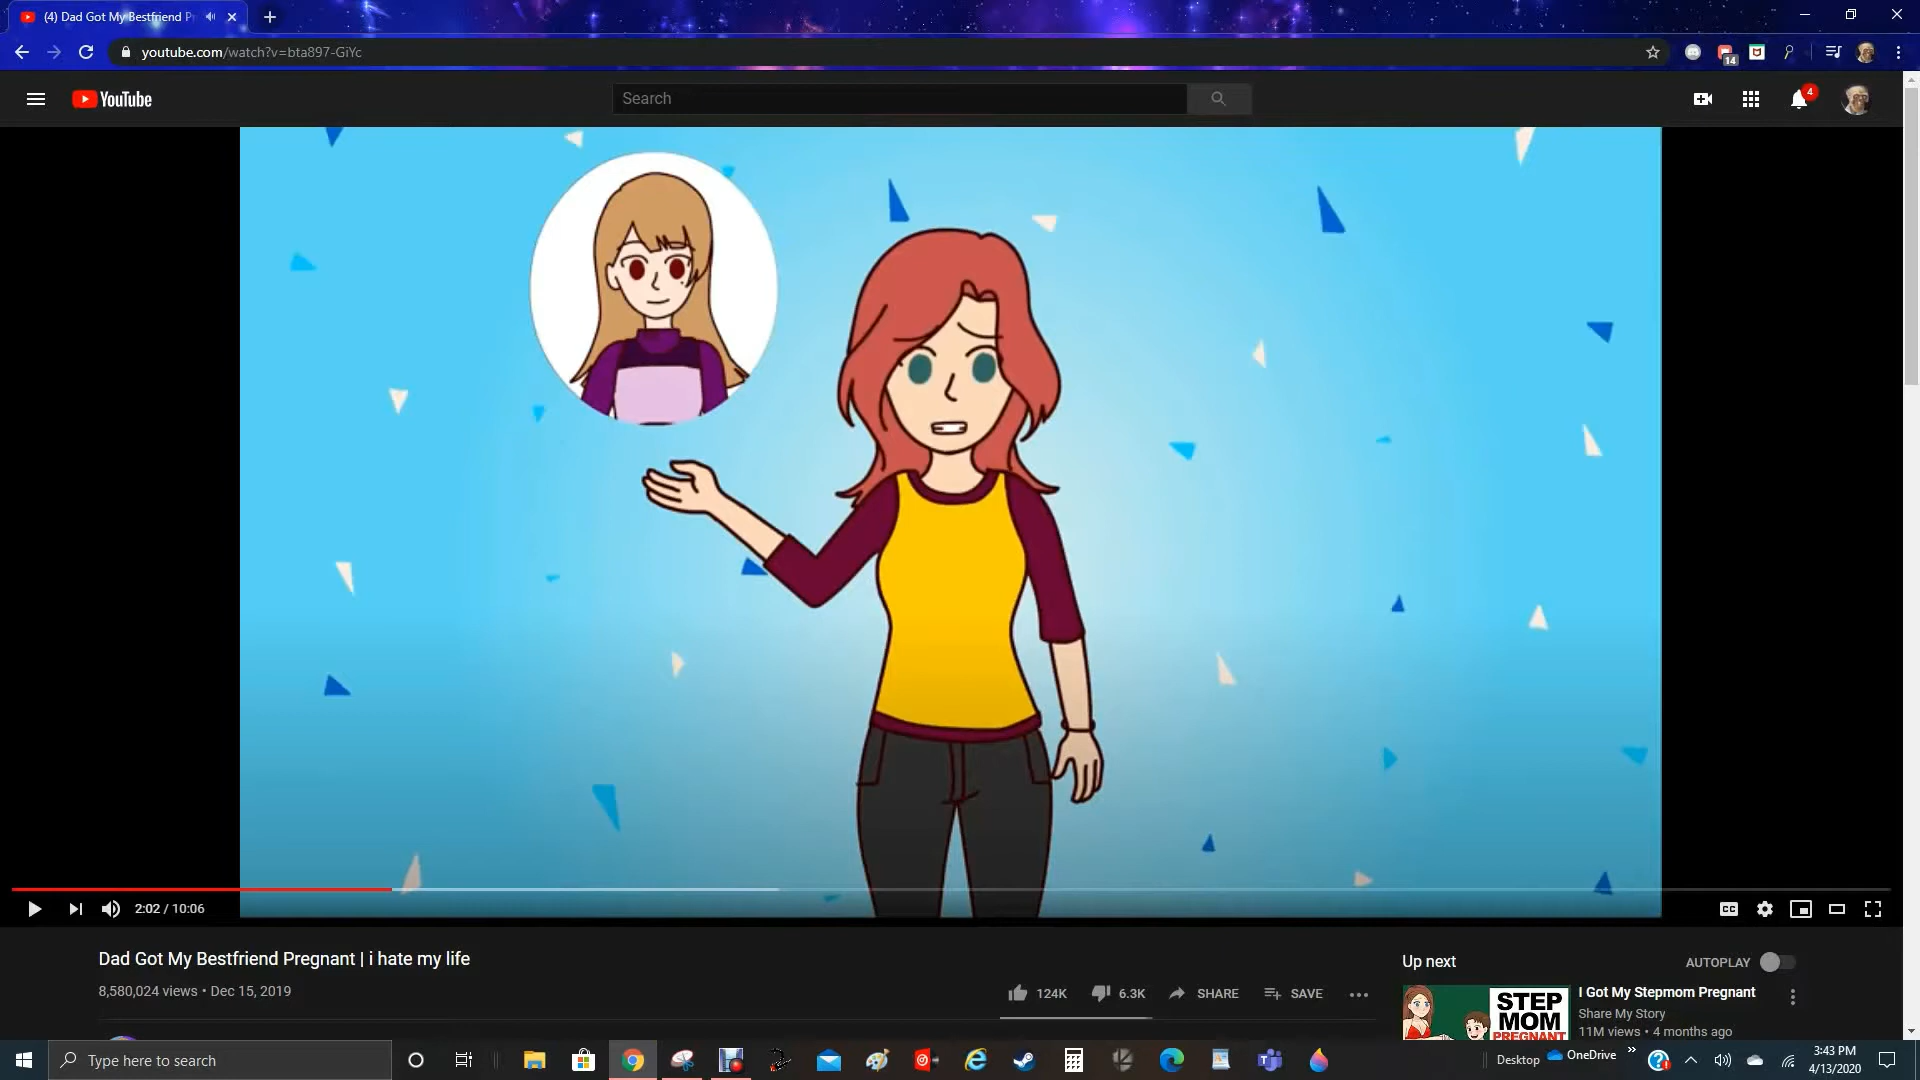 (4) Dad Got My Bestfriend P
youtube.com/watch?v=bta897-GiYc
14
YouTube
Search
4
2:02 / 10:06
CC
Dad Got My Bestfriend Pregnant | i hate my life
8,580,024 views • Dec 15, 2019
124K
6.3K
SHARE
SAVE
Up next
AUTOPLAY
STEP
MOM
PREGNANT
I Got My Stepmom Pregnant
Share My Story
11M views • 4 months ago
Type here to search
Desktop
OneDrive
3:43 PM
4/13/2020